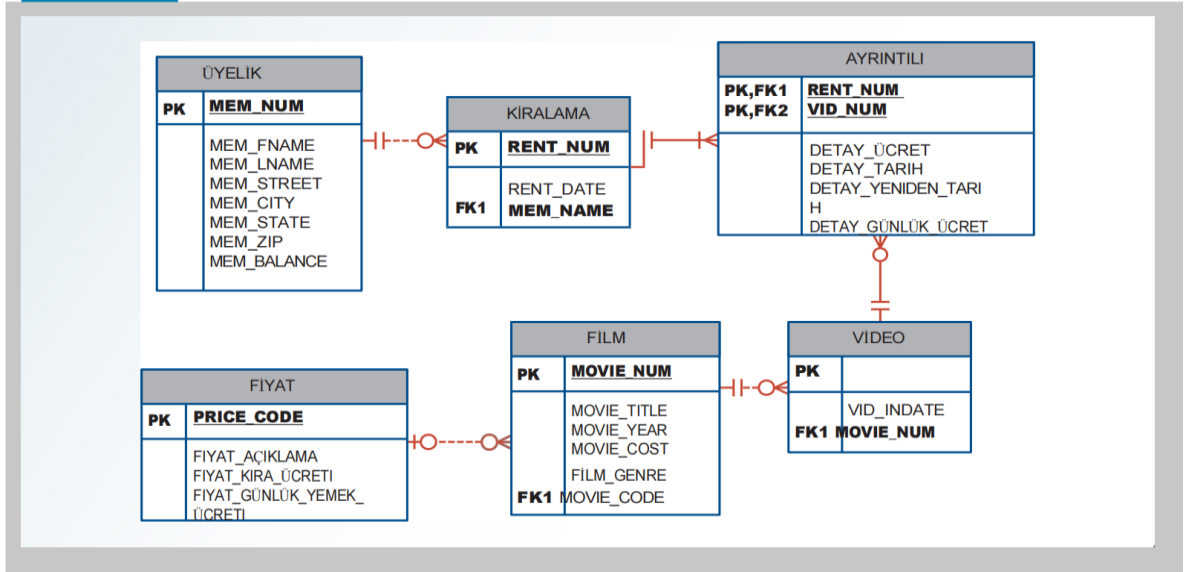 ÜYELİK
PK MEM_NUM
MEM_FNAME
MEM_LNAME
MEM_STREET
MEM_CITY
MEM_STATE
MEM_ZIP
MEM_BALANCE
KİRALAMA
PK RENT_NUM
RENT_DATE
FK1 MEM_NAME
AYRINTILI
PK,FK1 RENT_NUM
PK,FK2 VID_NUM
DETAY_ÜCRET
DETAY_TARIH
DETAY_YENIDEN_TARI
H
DETAY_GÜNLÜK_ÜCRET
FİYAT
PK PRICE_CODE
FIYAT_AÇIKLAMA
FIYAT_KIRA_ÜCRETI
FIYAT_GÜNLÜK_YEMEK_
ÜCRETI
FİLM
PK MOVIE_NUM
MOVIE_TITLE
MOVIE_YEAR
MOVIE_COST
FİLM_GENRE
FK1 MOVIE_CODE
VİDEO
PK
VID_INDATE
FK1 MOVIE_NUM